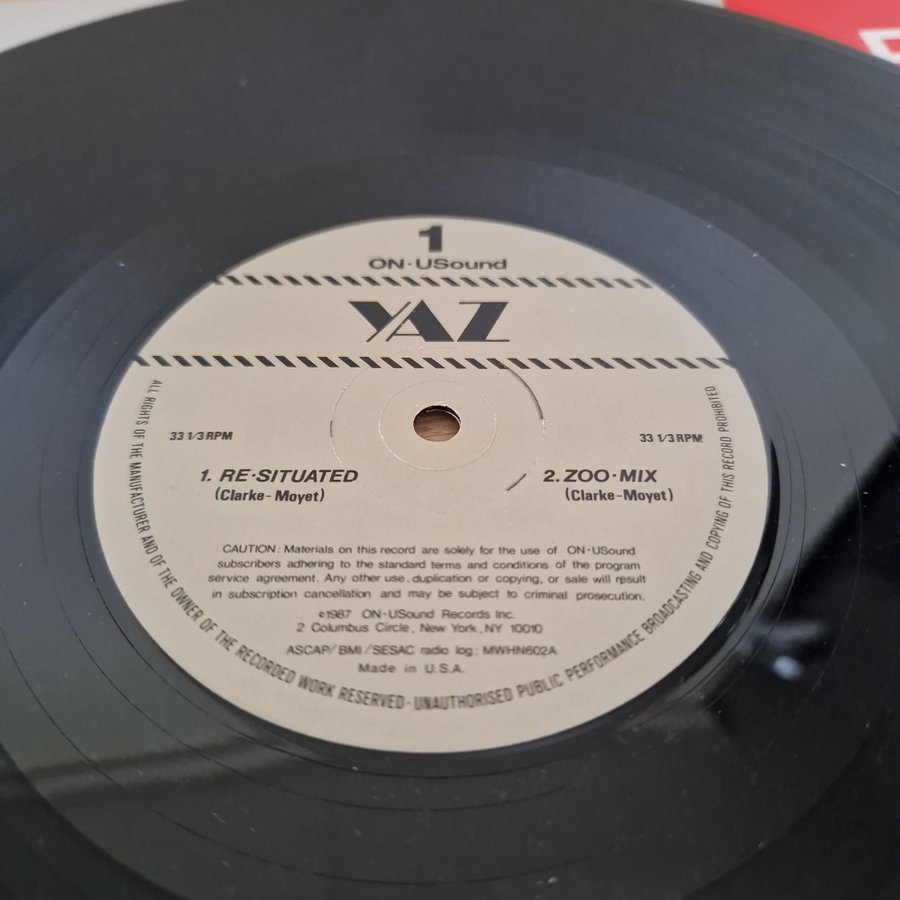 1
ON·USound
YAZ
33 1/3 RPM
33 1/3 RPM
1. RE·SITUATED
(Clarke-Moyet)
2. ZOO·MIX
(Clarke-Moyet)
CAUTION: Materials on this record are solely for the use of ON-USound
subscribers adhering to the standard terms and conditions of the program
service agreement. Any other use, duplication or copying, or sale will result
in subscription cancellation and may be subject to criminal prosecution.
©1987 ON-USound Records Inc.
2 Columbus Circle, New York, NY 10010
ASCAP/BMI/SESAC radio log: MWHN602A
Made in U.S.A.
ALL RIGHTS OF THE MANUFACTURER AND OF THE OWNER OF THE RECORDED WORK RESERVED-UNAUTHORISED PUBLIC PERFORMANCE BROADCASTING AND COPYING OF THIS RECORD PROHIBITED